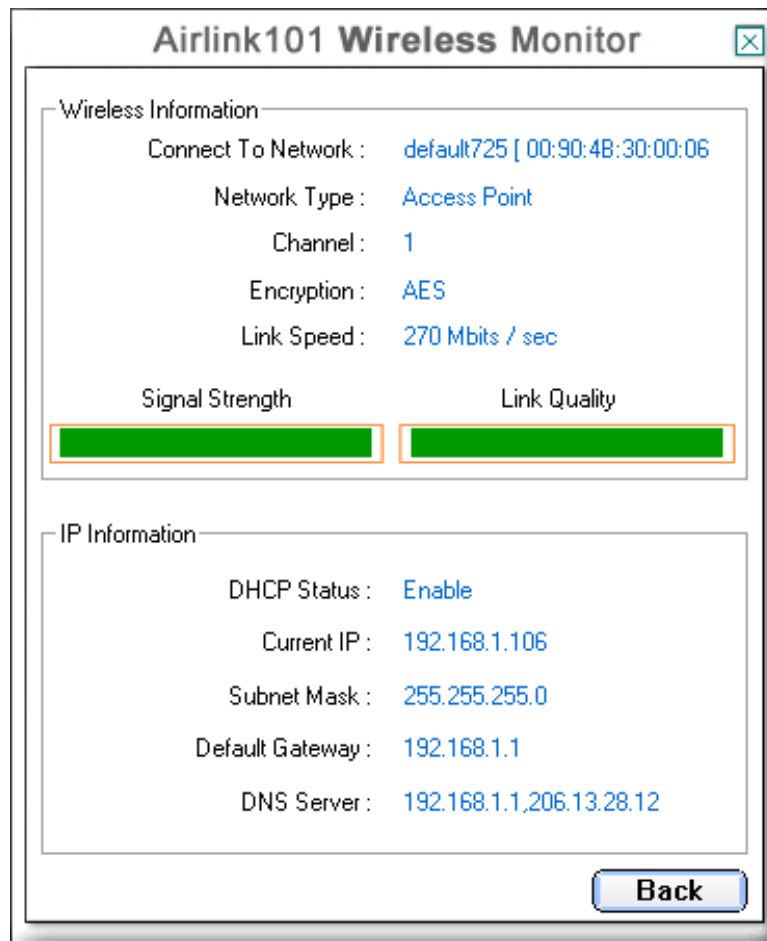 Airlink101 Wireless Monitor
Wireless Information
Connect To Network : default725 [ 00:90:4B:30:00:06
Network Type : Access Point
Channel : 1
Encryption : AES
Link Speed : 270 Mbits / sec
Signal Strength Link Quality
IP Information
DHCP Status : Enable
Current IP : 192.168.1.106
Subnet Mask : 255.255.255.0
Default Gateway : 192.168.1.1
DNS Server : 192.168.1.1,206.13.28.12
Back